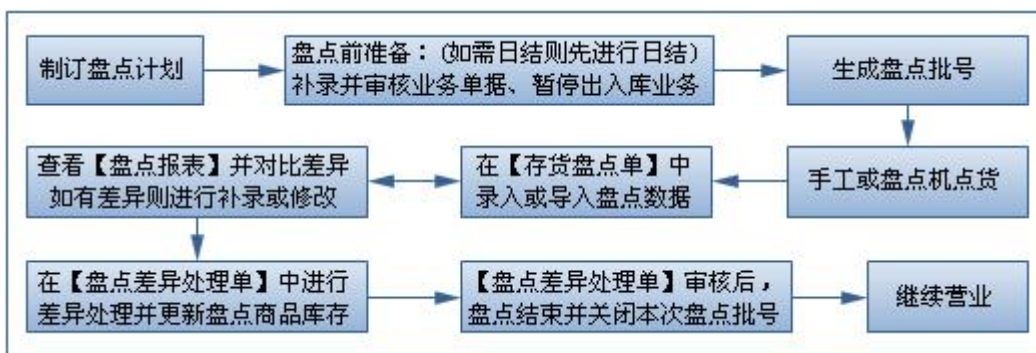 制订盘点计划
盘点前准备：(如需日结则先进行日结)
补录并审核业务单据、暂停出入库业务
生成盘点批号
手工或盘点机点货
在【存货盘点单】中
录入或导入盘点数据
查看【盘点报表】并对比差异
如有差异则进行补录或修改
在【盘点差异处理单】中进行
差异处理并更新盘点商品库存
【盘点差异处理单】审核后，
盘点结束并关闭本次盘点批号
继续营业